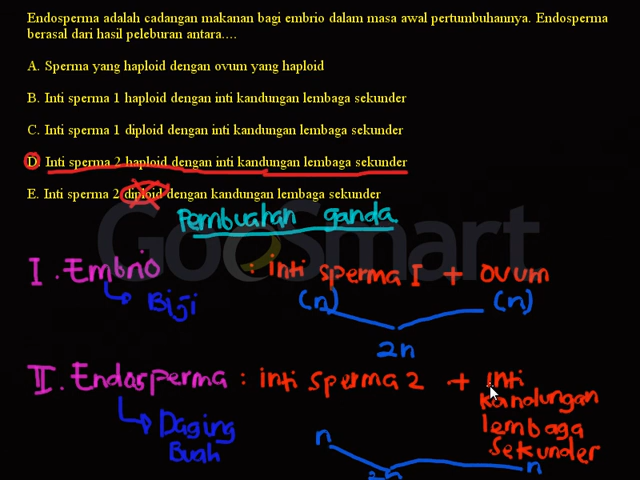 Endosperma adalah cadangan makanan bagi embrio dalam masa awal pertumbuhannya. Endosperma
berasal dari hasil peleburan antara....
A. Sperma yang haploid dengan ovum yang haploid
B. Inti sperma 1 haploid dengan inti kandungan lembaga sekunder
C. Inti sperma 1 diploid dengan inti kandungan lembaga sekunder
D. Inti sperma 2 haploid dengan inti kandungan lembaga sekunder
E. Inti sperma 2 diploid dengan kandungan lembaga sekunder
Pembuahan ganda
GoeSmart
I. Embrio : inti sperma I + ovum
Biji (n) (n)
2n
II. Endosperma : inti sperma 2 + inti
kandungan
lembaga
sekunder
Daging
Buah
n n
2n